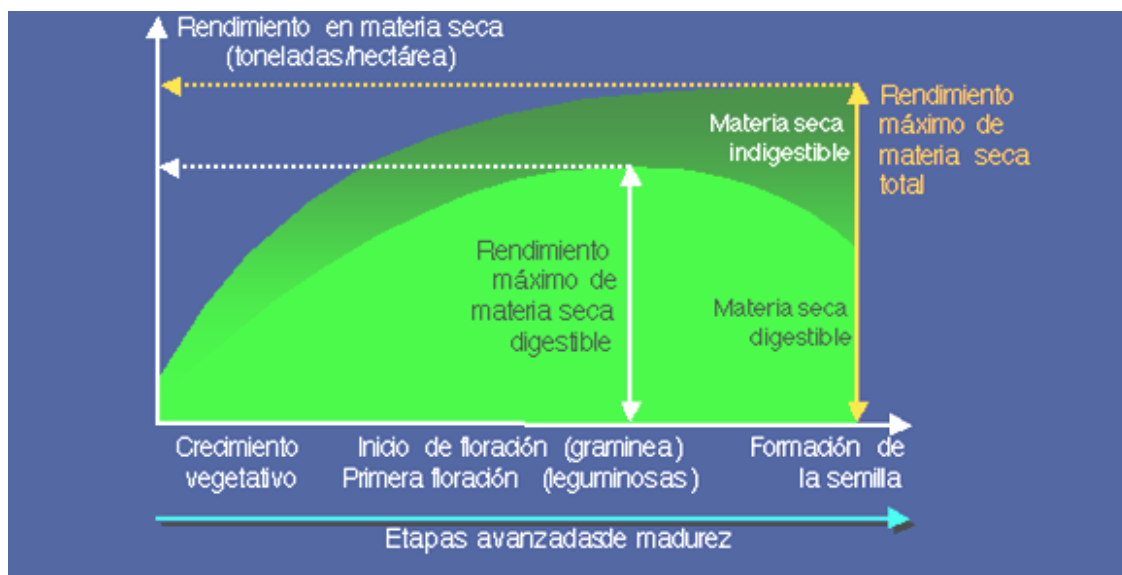 Rendimiento en materia seca
(toneladas/hectárea)
Rendimiento
máximo de
materia seca
total
Materia seca
indigestible
Rendimiento
máximo de
materia seca
digestible
Materia seca
digestible
Crecimiento
vegetativo
Inicio de floración (graminea)
Primera floración (leguminosas)
Formación de
la semilla
Etapas avanzadasde madurez